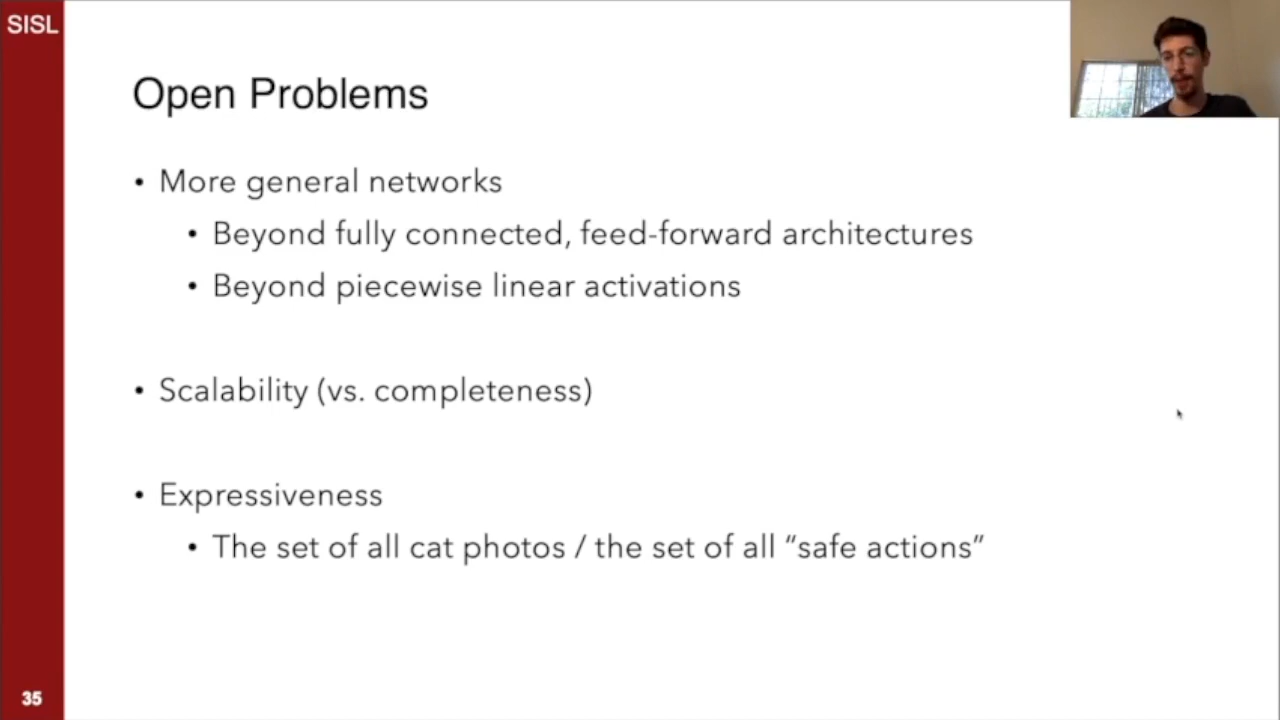 SISL
Open Problems
• More general networks
• Beyond fully connected, feed-forward architectures
• Beyond piecewise linear activations
• Scalability (vs. completeness)
• Expressiveness
• The set of all cat photos / the set of all “safe actions”
35